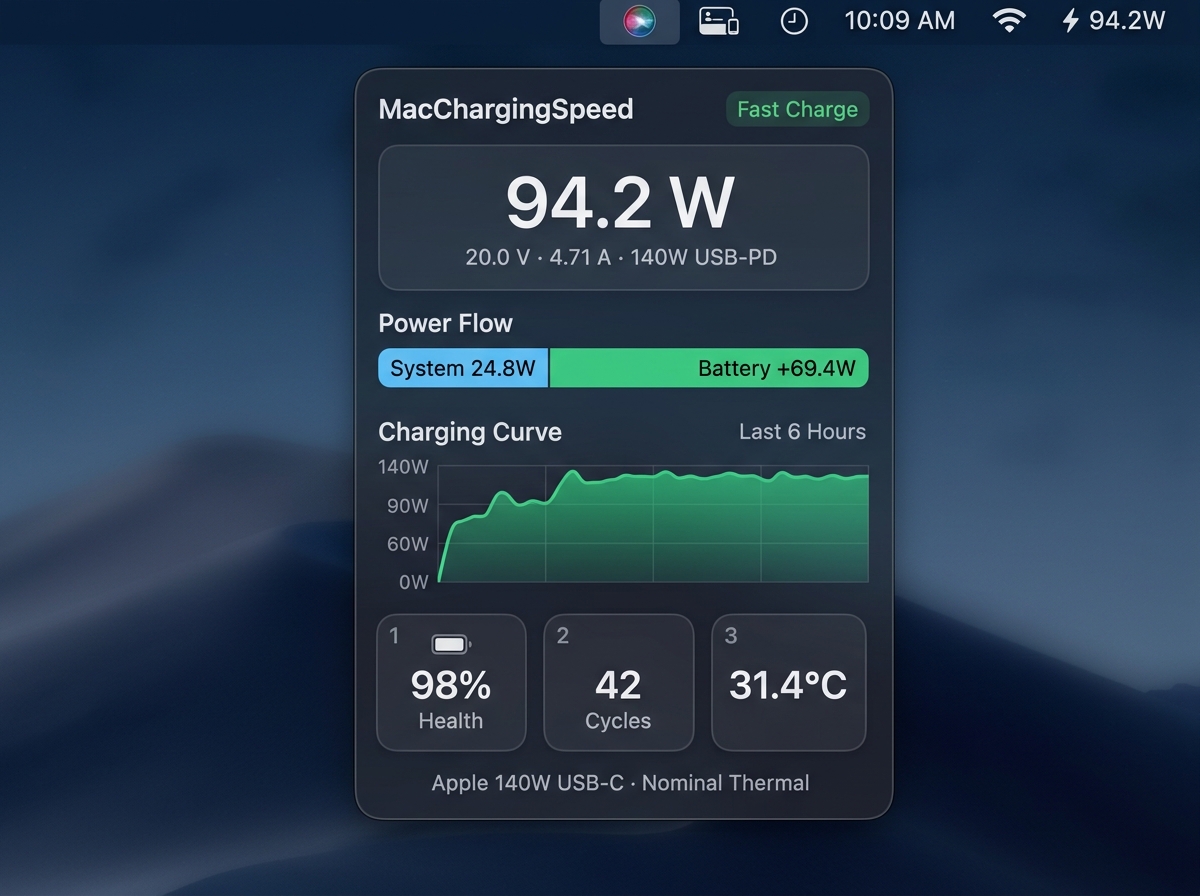 10:09 AM 94.2W
MacChargingSpeed Fast Charge
94.2 W
20.0 V · 4.71 A · 140W USB-PD
Power Flow
System 24.8W Battery +69.4W
Charging Curve Last 6 Hours
140W
90W
60W
0W
1 2 3
98% 42 31.4°C
Health Cycles
Apple 140W USB-C · Nominal Thermal